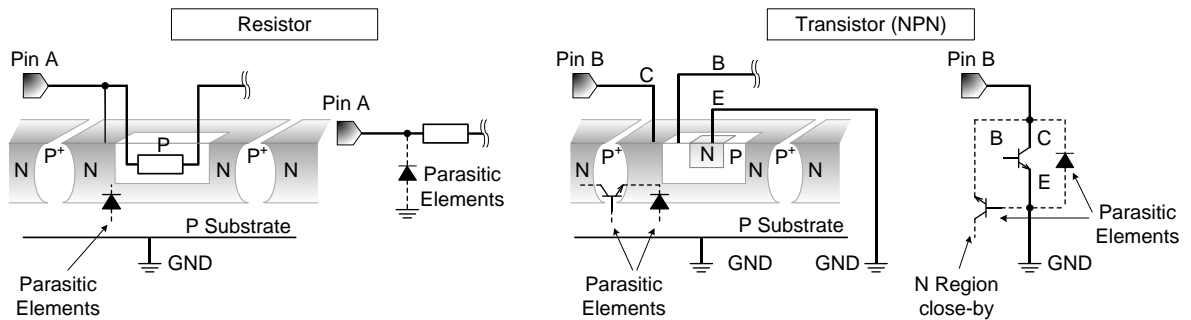 Resistor
Transistor (NPN)
Pin A
Pin B
C
B
E
Pin B
Pin A
N
P+
N
P
P+
N
N
Parasitic
Elements
P Substrate
GND
Parasitic
Elements
N
P+
N
N
P
P+
N
P Substrate
GND
GND
Parasitic
Elements
B
C
E
Parasitic
Elements
GND
N Region
close-by